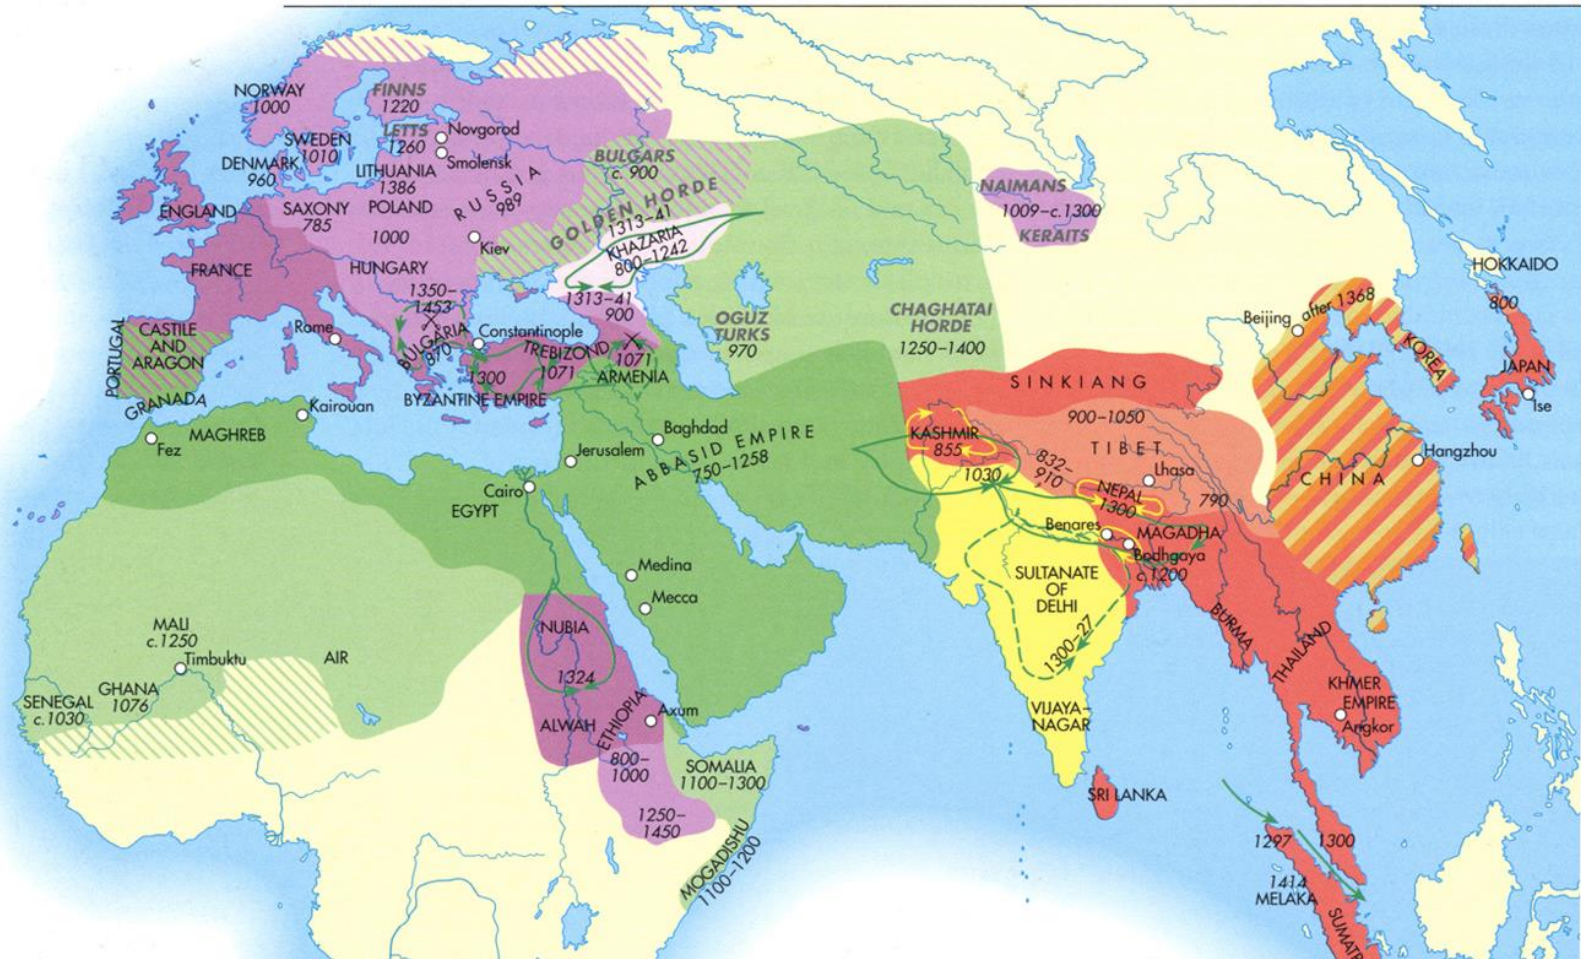 NORWAY
1000
FINNS
1220
SWEDEN
1010
LETTS
1260
Novgorod
Smolensk
DENMARK
960
LITHUANIA
1386
BULGARS
c. 900
NAIMANS
1009–c.1300
KERAITS
ENGLAND
SAXONY
785
POLAND
1000
RUSSIA
989
Kiev
GOLDEN HORDE
1313–41
KHAZARIA
800–1242
FRANCE
HUNGARY
1350–
1453
1313–41
900
HOKKAIDO
800
PORTUGAL
CASTILE
AND
ARAGON
GRANADA
Rome
BULGARIA
870
Constantinople
TREBIZOND
1071
1071
ARMENIA
1300
BYZANTINE EMPIRE
OGUZ
TURKS
970
CHAGHATAI
HORDE
1250–1400
Beijing
after 1368
KOREA
JAPAN
Ise
SINKIANG
900–1050
TIBET
Lhasa
Kairouan
MAGHREB
Fez
Baghdad
Jerusalem
ABBASID EMPIRE
750–1258
KASHMIR
855
1030
832–
910
NEPAL
1300
790
Hangzhou
CHINA
Cairo
EGYPT
Benares
MAGADHA
Bodhgaya
c.1200
Medina
Mecca
SULTANATE
OF
DELHI
1300–27
BURMA
THAILAND
MALI
c.1250
Timbuktu
AIR
NUBIA
1324
SENEGAL
c.1030
GHANA
1076
ALWAH
ETHIOPIA
Axum
800–
1000
KHMER
EMPIRE
Angkor
VIJAYA–
NAGAR
SOMALIA
1100–1300
SRI LANKA
1250–
1450
MOGADISHU
1100–1200
1297
1300
1414
MELAKA
SUMATR